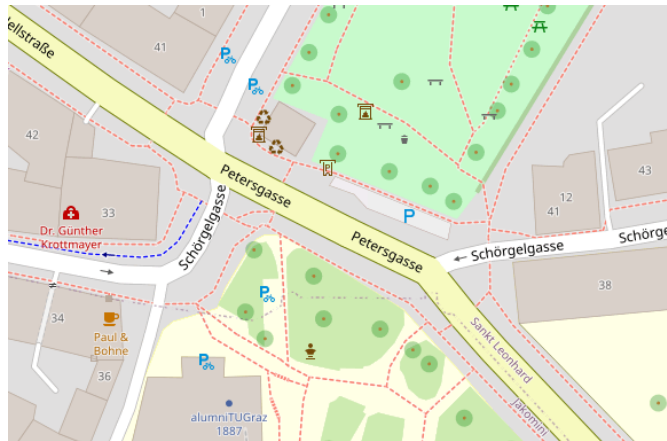 ellstraße
1
41
42
33
Dr. Günther
Krottmayer
Petersgasse
Schörgelgasse
P
P
P
P
Petersgasse
12
41
43
Schörgelgasse
Schörge
38
34
Paul &
Bohne
36
P
P
alumniTUGraz
1887
Sankt Leonhard
Jakomini